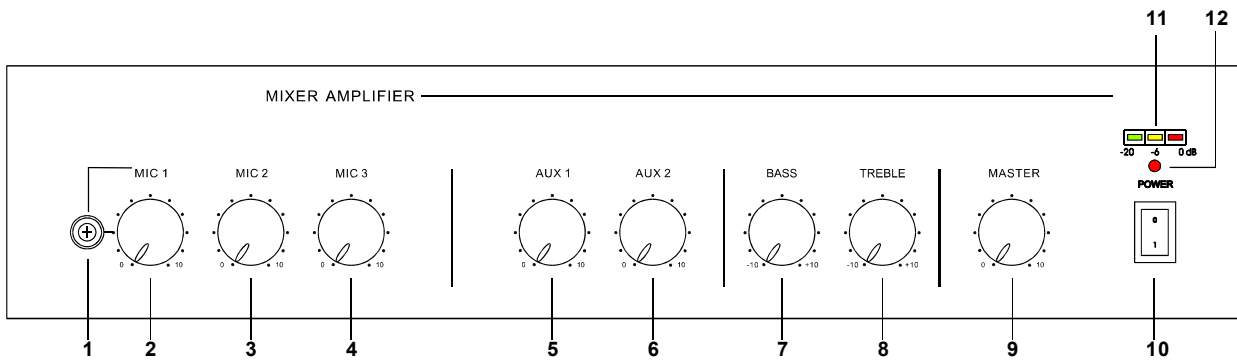 11 12
MIXER AMPLIFIER
-20 -6 0 dB
MIC 1 MIC 2 MIC 3 AUX 1 AUX 2 BASS TREBLE MASTER
POWER
0
1
0 10 0 10 0 10 0 10 0 10 -10 +10 -10 +10 0 10
1 2 3 4 5 6 7 8 9 10